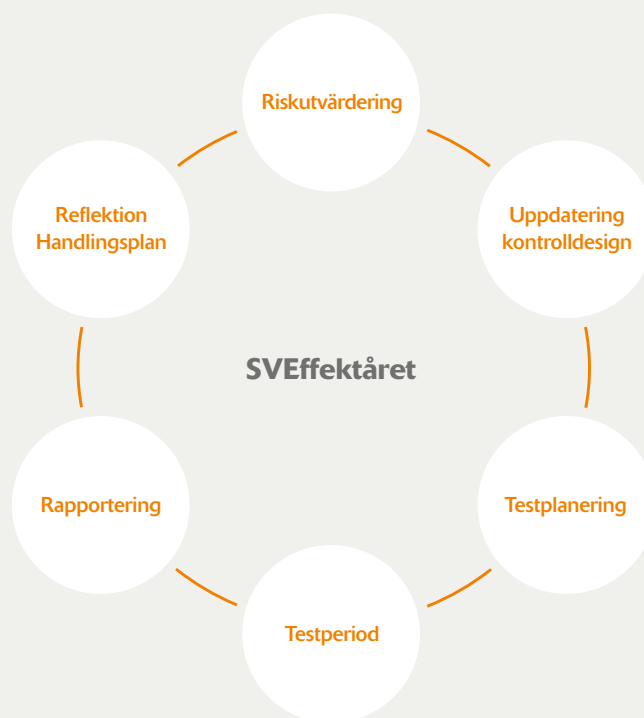 Riskutvärdering
Uppdatering
kontrolldesign
Testplanering
Testperiod
Rapportering
Reflektion
Handlingsplan
SVEffektåret